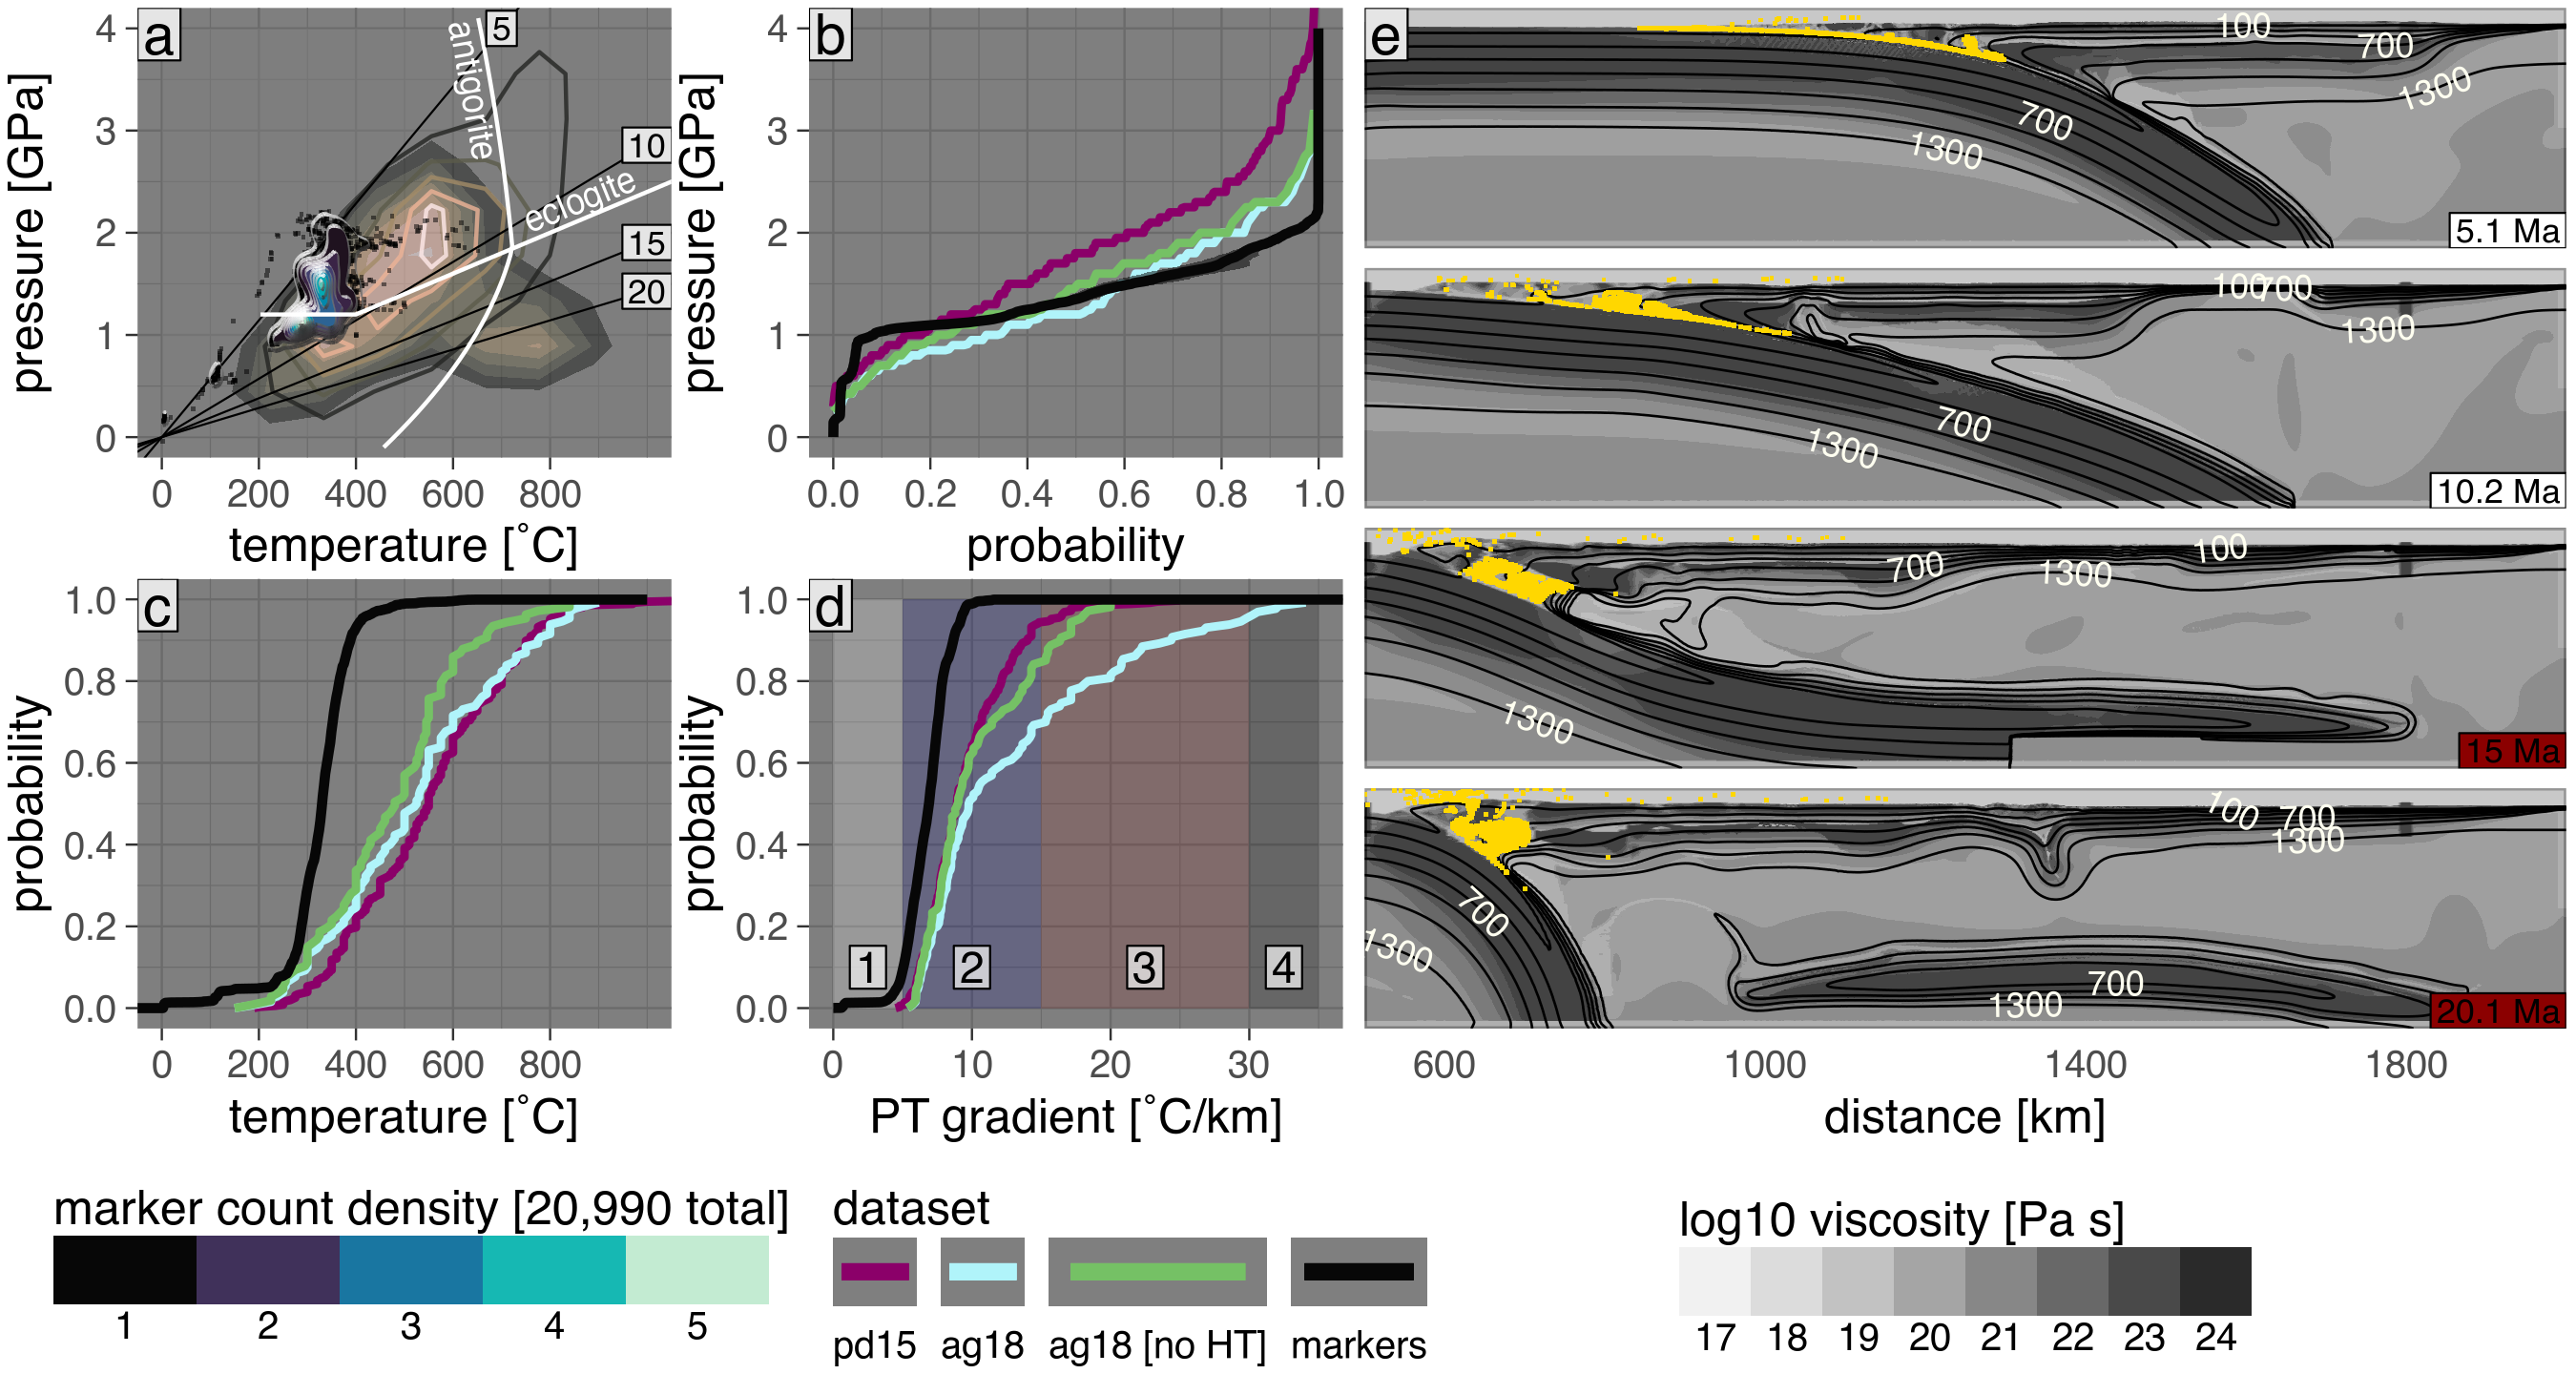 a
pressure [GPa]
4
3
2
1
0
antigorite
eclogite
5
10
15
20
0 200 400 600 800
temperature [˚C]
b
pressure [GPa]
4
3
2
1
0
0.0 0.2 0.4 0.6 0.8 1.0
probability
c
probability
1.0
0.8
0.6
0.4
0.2
0.0
0 200 400 600 800
temperature [˚C]
d
probability
1.0
0.8
0.6
0.4
0.2
0.0
1 2 3 4
0 10 20 30
PT gradient [˚C/km]
e
100
700
1300
700
1300
5.1 Ma
100
700
1300
700
1300
10.2 Ma
100
700
1300
1300
15 Ma
100
700
1300
700
1300
700
1300
20.1 Ma
600 1000 1400 1800
distance [km]
marker count density [20,990 total]
1 2 3 4 5
dataset
pd15 ag18 ag18 [no HT] markers
log10 viscosity [Pa s]
17 18 19 20 21 22 23 24